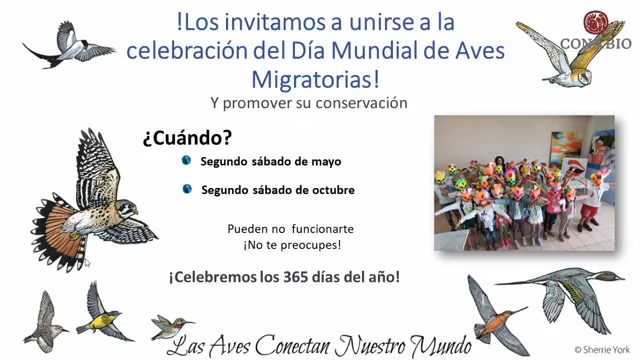 !Los invitamos a unirse a la
celebración del Día Mundial de Aves
Migratorias!
CONABIO
Y promover su conservación
¿Cuándo?
Segundo sábado de mayo
Segundo sábado de octubre
Pueden no funcionarte
¡No te preocupes!
¡Celebremos los 365 días del año!
Las Aves Conectan Nuestro Mundo
© Sherrie York